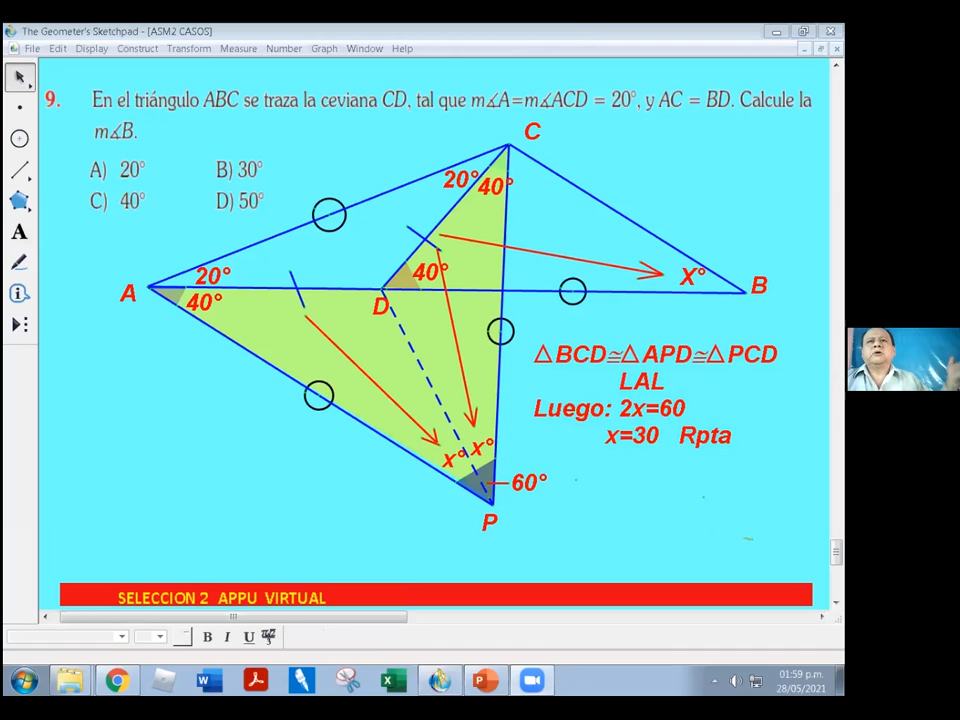 The Geometer's Sketchpad - [ASM2 CASOS]
File Edit Display Construct Transform Measure Number Graph Window Help
9. En el triángulo ABC se traza la ceviana CD, tal que m∡A=m∡ACD = 20°, y AC = BD. Calcule la
m∡B.
A) 20° B) 30°
C) 40° D) 50°
C
20° 40°
20°
40°
A
40°
D
X°
B
△BCD≅△APD≅△PCD
LAL
Luego: 2x=60
x=30 Rpta
x° x°
60°
P
SELECCION 2 APPU VIRTUAL
B I U
01:59 p.m.
28/05/2021